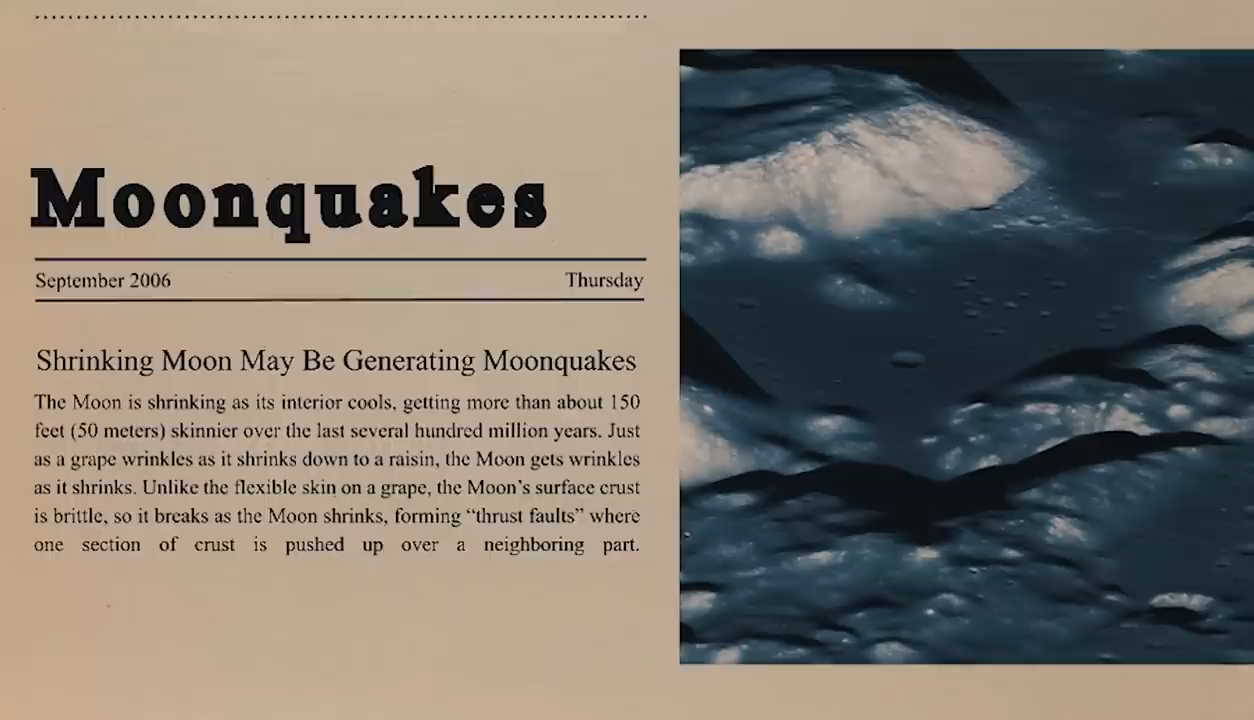 Moonquakes
September 2006 Thursday
Shrinking Moon May Be Generating Moonquakes
The Moon is shrinking as its interior cools, getting more than about 150
feet (50 meters) skinnier over the last several hundred million years. Just
as a grape wrinkles as it shrinks down to a raisin, the Moon gets wrinkles
as it shrinks. Unlike the flexible skin on a grape, the Moon’s surface crust
is brittle, so it breaks as the Moon shrinks, forming “thrust faults” where
one section of crust is pushed up over a neighboring part.